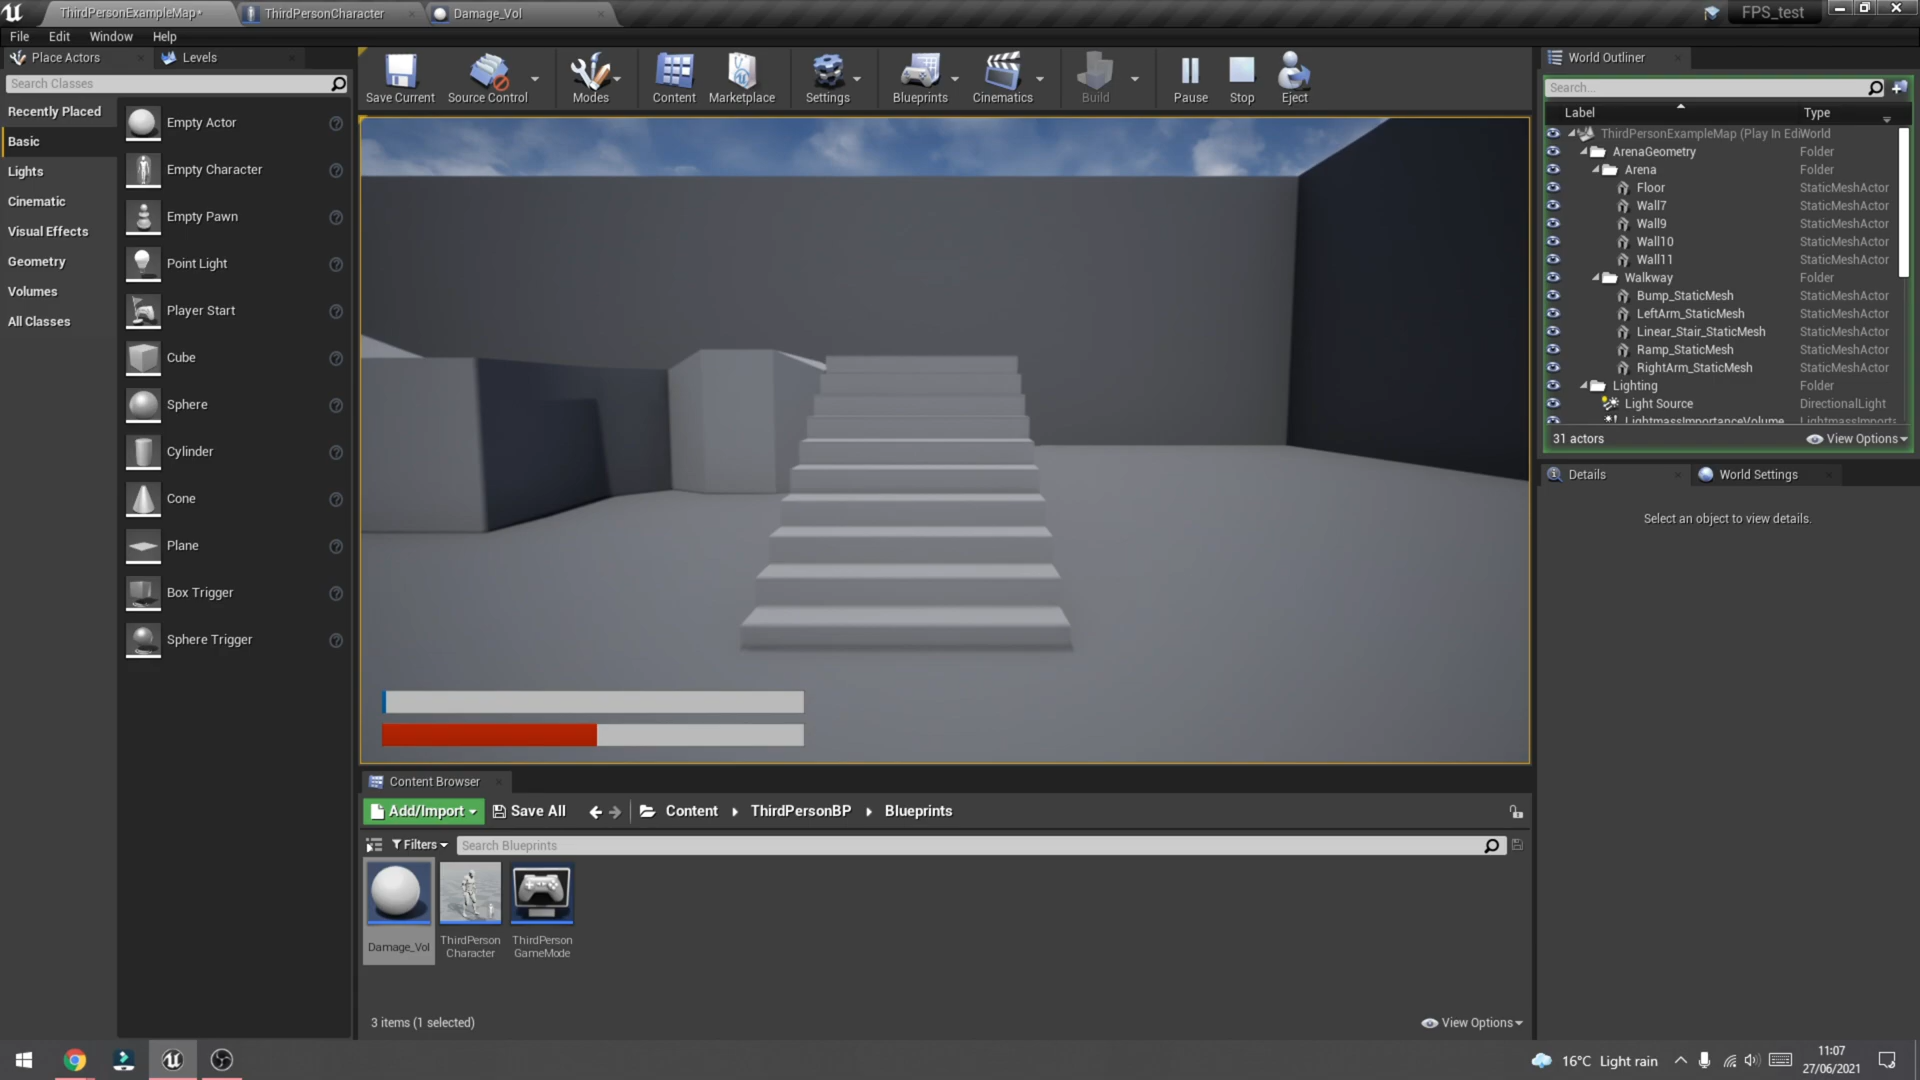 ThirdPersonExampleMap*
ThirdPersonCharacter
Damage_Vol
FPS_test
File Edit Window Help
Place Actors
Levels
Search Classes
Recently Placed
Basic
Lights
Cinematic
Visual Effects
Geometry
Volumes
All Classes
Empty Actor
Empty Character
Empty Pawn
Point Light
Player Start
Cube
Sphere
Cylinder
Cone
Plane
Box Trigger
Sphere Trigger
Save Current
Source Control
Modes
Content
Marketplace
Settings
Blueprints
Cinematics
Build
Pause
Stop
Eject
World Outliner
Search...
Label Type
ThirdPersonExampleMap (Play In Edi World
ArenaGeometry Folder
Arena Folder
Floor StaticMeshActor
Wall7 StaticMeshActor
Wall9 StaticMeshActor
Wall10 StaticMeshActor
Wall11 StaticMeshActor
Walkway Folder
Bump_StaticMesh StaticMeshActor
LeftArm_StaticMesh StaticMeshActor
Linear_Stair_StaticMesh StaticMeshActor
Ramp_StaticMesh StaticMeshActor
RightArm_StaticMesh StaticMeshActor
Lighting Folder
Light Source DirectionalLight
LightmassImportanceVolume LightmassImports
31 actors
View Options
Details
World Settings
Select an object to view details.
Content Browser
Add/Import Save All Content ThirdPersonBP Blueprints
Filters Search Blueprints
Damage_Vol
ThirdPerson
Character
ThirdPerson
GameMode
3 items (1 selected)
View Options
16°C Light rain
11:07
27/06/2021